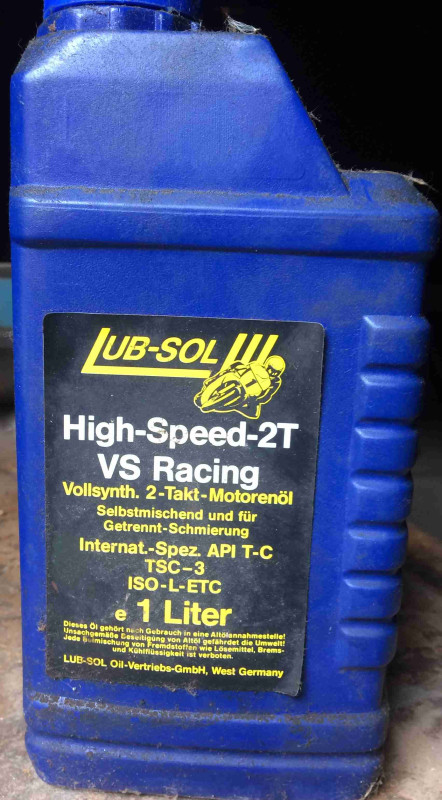 LUB-SOL
High-Speed-2T
VS Racing
Vollsynth. 2-Takt-Motorenöl
Selbstmischend und für
Getrennt-Schmierung
Internat.-Spez. API T-C
TSC-3
ISO-L-ETC
e 1 Liter
Dieses Öl gehört nach Gebrauch in eine Altölannahmestelle!
Unsachgemäße Beseitigung von Altöl gefährdet die Umwelt!
Jede Beimischung von Fremdstoffen wie Lösemittel, Brems-
und Kühlflüssigkeit ist verboten.
LUB-SOL Oil-Vertriebs-GmbH, West Germany